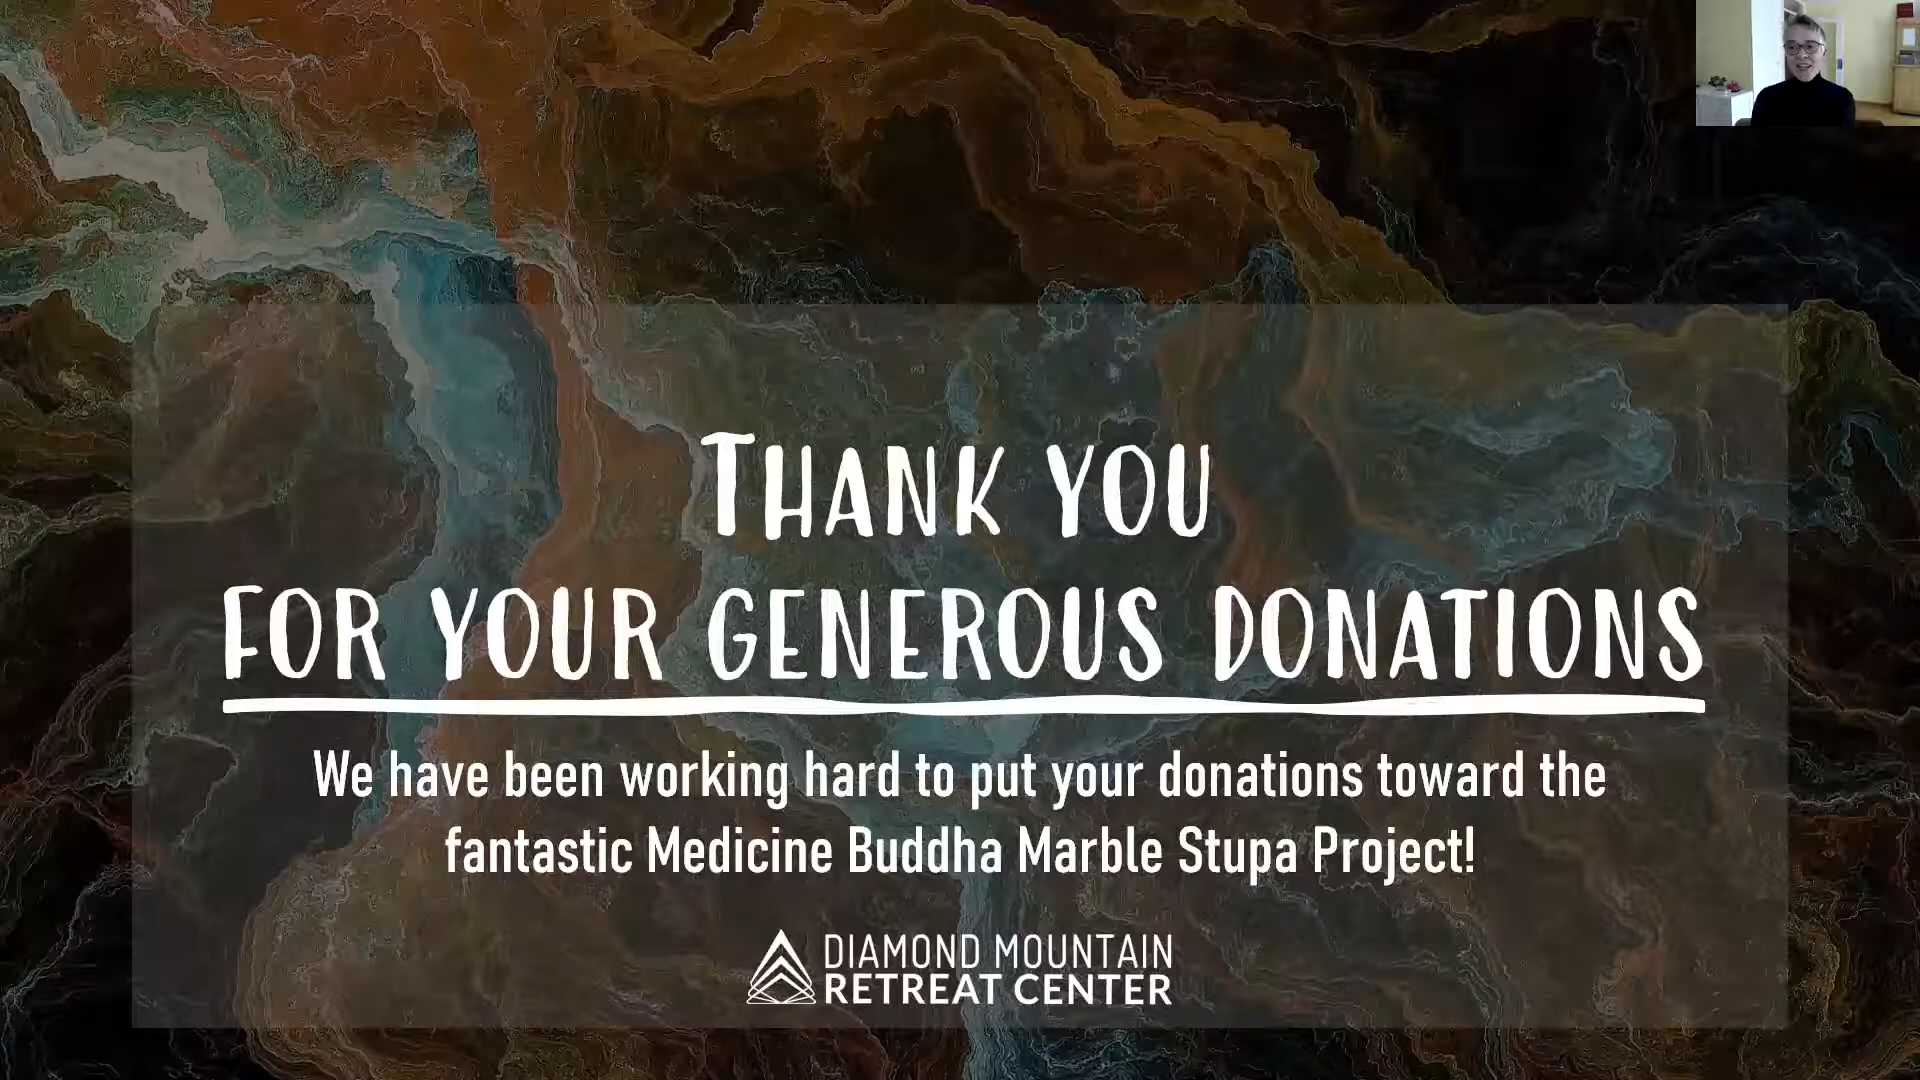 THANK YOU
FOR YOUR GENEROUS DONATIONS
We have been working hard to put your donations toward the
fantastic Medicine Buddha Marble Stupa Project!
DIAMOND MOUNTAIN
RETREAT CENTER